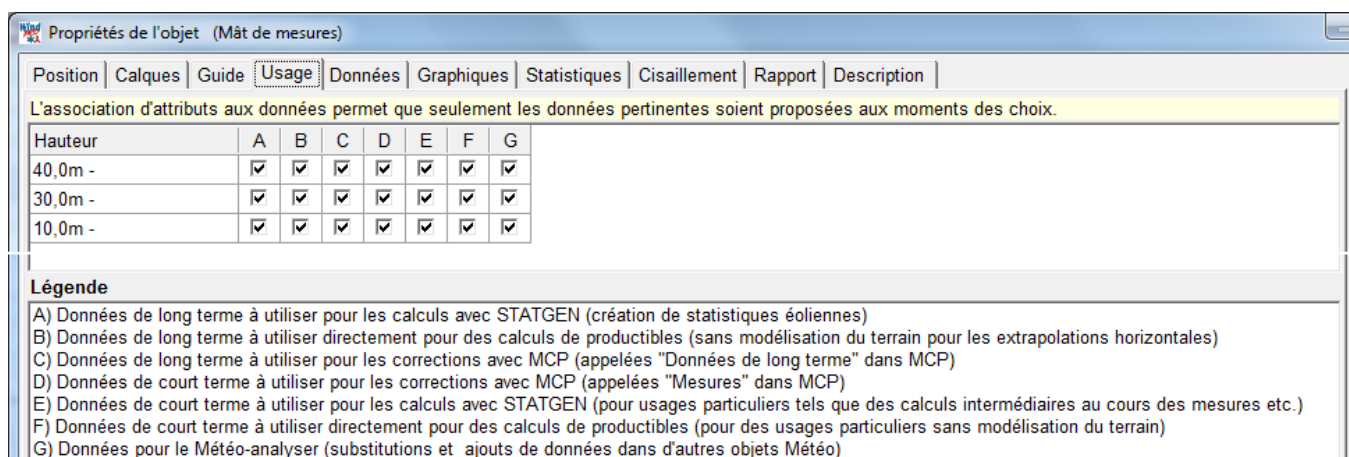 Propriétés de l'objet (Mât de mesures)
Position Calques Guide Usage Données Graphiques Statistiques Cisaillement Rapport Description
L'association d'attributs aux données permet que seulement les données pertinentes soient proposées aux moments des choix.
Hauteur A B C D E F G
40,0m -
30,0m -
10,0m -
Légende
A) Données de long terme à utiliser pour les calculs avec STATGEN (création de statistiques éoliennes)
B) Données de long terme à utiliser directement pour des calculs de productibles (sans modélisation du terrain pour les extrapolations horizontales)
C) Données de long terme à utiliser pour les corrections avec MCP (appelées "Données de long terme" dans MCP)
D) Données de court terme à utiliser pour les corrections avec MCP (appelées "Mesures" dans MCP)
E) Données de court terme à utiliser pour les calculs avec STATGEN (pour usages particuliers tels que des calculs intermédiaires au cours des mesures etc.)
F) Données de court terme à utiliser directement pour des calculs de productibles (pour des usages particuliers sans modélisation du terrain)
G) Données pour le Météo-analyser (substitutions et ajouts de données dans d'autres objets Météo)